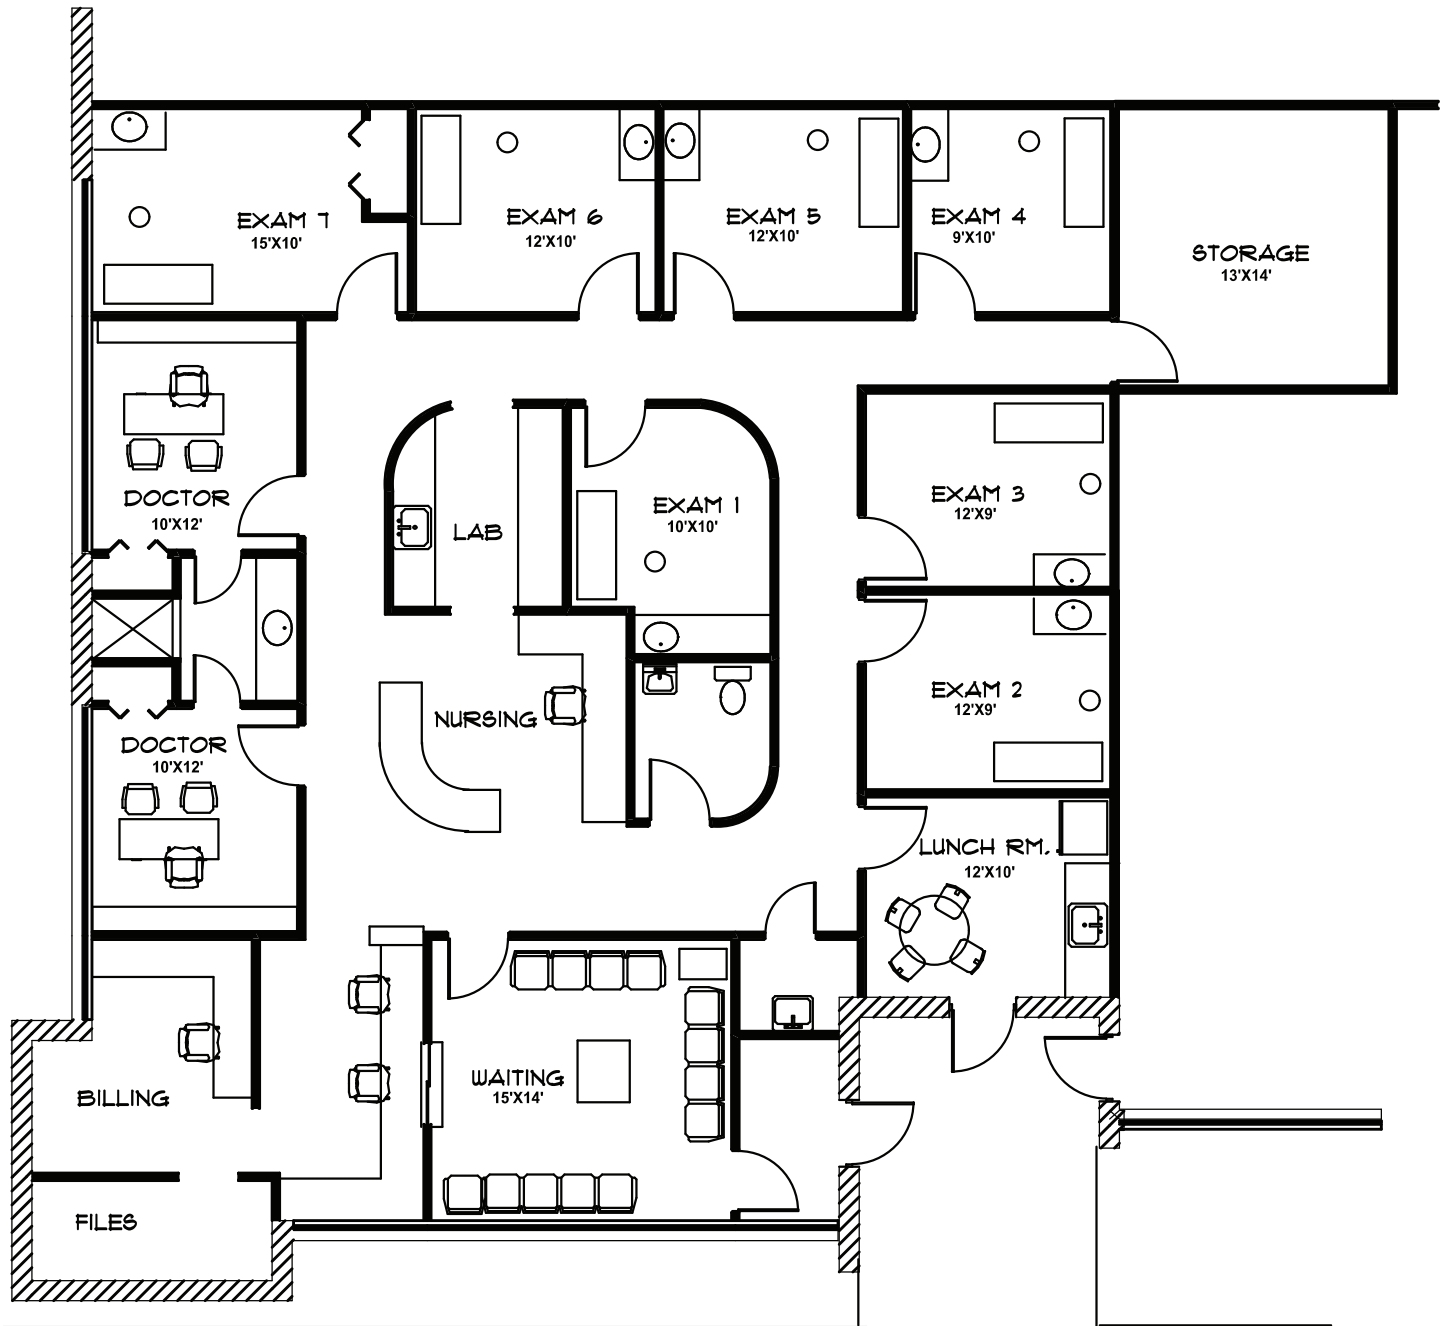 EXAM 7
15'X10'
EXAM 6
12'X10'
EXAM 5
12'X10'
EXAM 4
9'X10'
STORAGE
13'X14'
DOCTOR
10'X12'
LAB
EXAM 1
10'X10'
EXAM 3
12'X9'
EXAM 2
12'X9'
NURSING
DOCTOR
10'X12'
LUNCH RM.
12'X10'
WAITING
15'X14'
BILLING
FILES